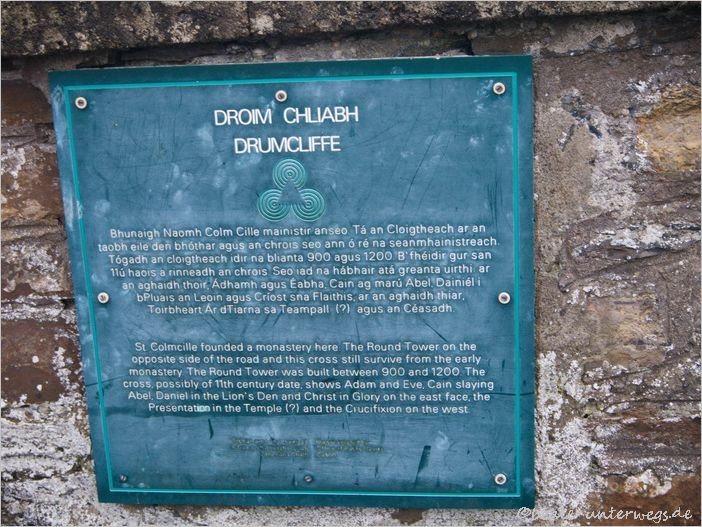 DROIM CHLIABH
DRUMCLIFFE
Bhunaigh Naomh Colm Cille mainistir anseo. Tá an Cloigtheach ar an
taobh eile den bhóthar agus an chrois seo ann ó ré na seanmhainistreach.
Tógadh an cloigtheach idir na blianta 900 agus 1200. B'fhéidir gur san
11ú haois a rinneadh an chrois. Seo iad na hábhair atá greanta uirthi: ar
an aghaidh thoir, Ádhamh agus Éabha, Cain ag marú Abel, Dainiél i
bPluais an Leoin agus Críost sna Flaithis, ar an aghaidh thiar,
Toirbheart Ár dTiarna sa Teampall (?) agus an Céasadh.
St. Colmcille founded a monastery here. The Round Tower on the
opposite side of the road and this cross still survive from the early
monastery. The Round Tower was built between 900 and 1200. The
cross, possibly of 11th century date, shows Adam and Eve, Cain slaying
Abel, Daniel in the Lion's Den and Christ in Glory on the east face, the
Presentation in the Temple (?) and the Crucifixion on the west.
unterwegs.de